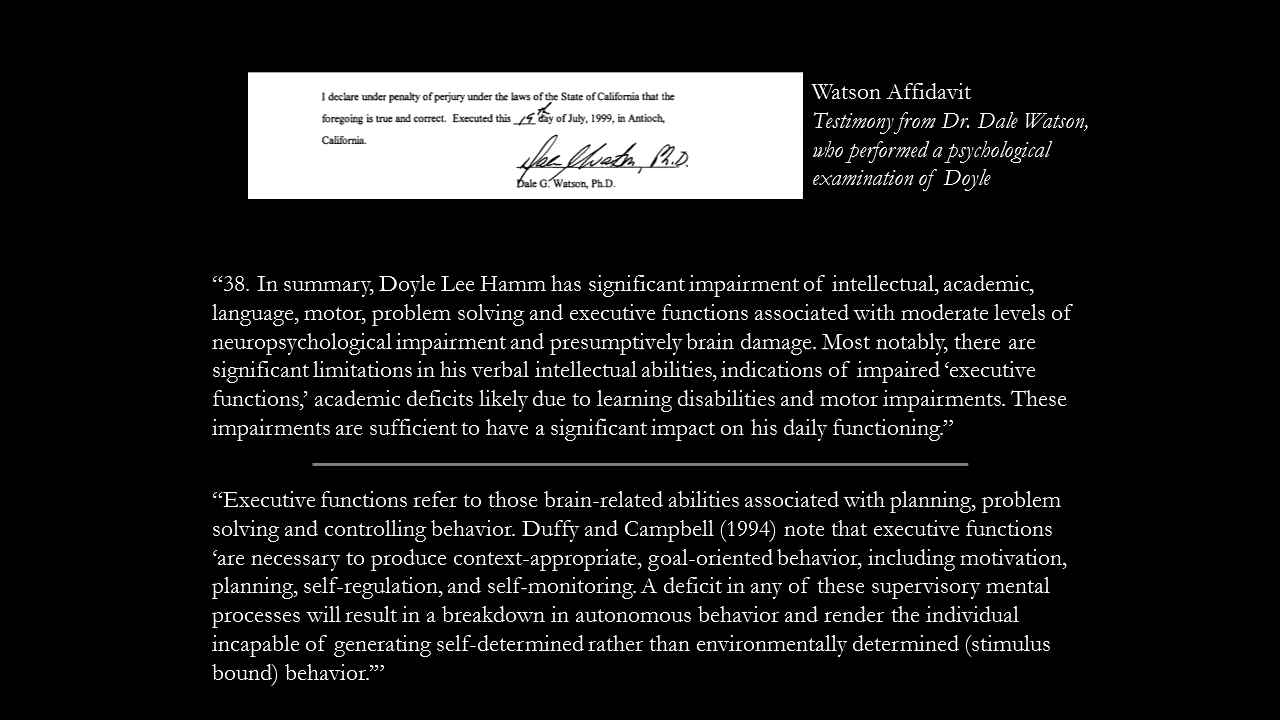 I declare under penalty of perjury under the laws of the State of California that the
foregoing is true and correct. Executed this 19th day of July, 1999, in Antioch,
California.
Dale G. Watson, Ph.D.
Dale G. Watson, Ph.D.
Watson Affidavit
Testimony from Dr. Dale Watson,
who performed a psychological
examination of Doyle
“38. In summary, Doyle Lee Hamm has significant impairment of intellectual, academic,
language, motor, problem solving and executive functions associated with moderate levels of
neuropsychological impairment and presumptively brain damage. Most notably, there are
significant limitations in his verbal intellectual abilities, indications of impaired ‘executive
functions,’ academic deficits likely due to learning disabilities and motor impairments. These
impairments are sufficient to have a significant impact on his daily functioning.”
“Executive functions refer to those brain-related abilities associated with planning, problem
solving and controlling behavior. Duffy and Campbell (1994) note that executive functions
‘are necessary to produce context-appropriate, goal-oriented behavior, including motivation,
planning, self-regulation, and self-monitoring. A deficit in any of these supervisory mental
processes will result in a breakdown in autonomous behavior and render the individual
incapable of generating self-determined rather than environmentally determined (stimulus
bound) behavior.’”